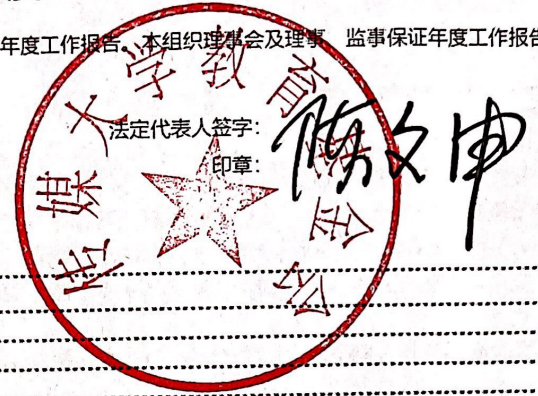 年度工作报告。本组织理事会及理事 监事保证年度工作报告
法定代表人签字：
陈文申
印章：
传媒大学教育基金会